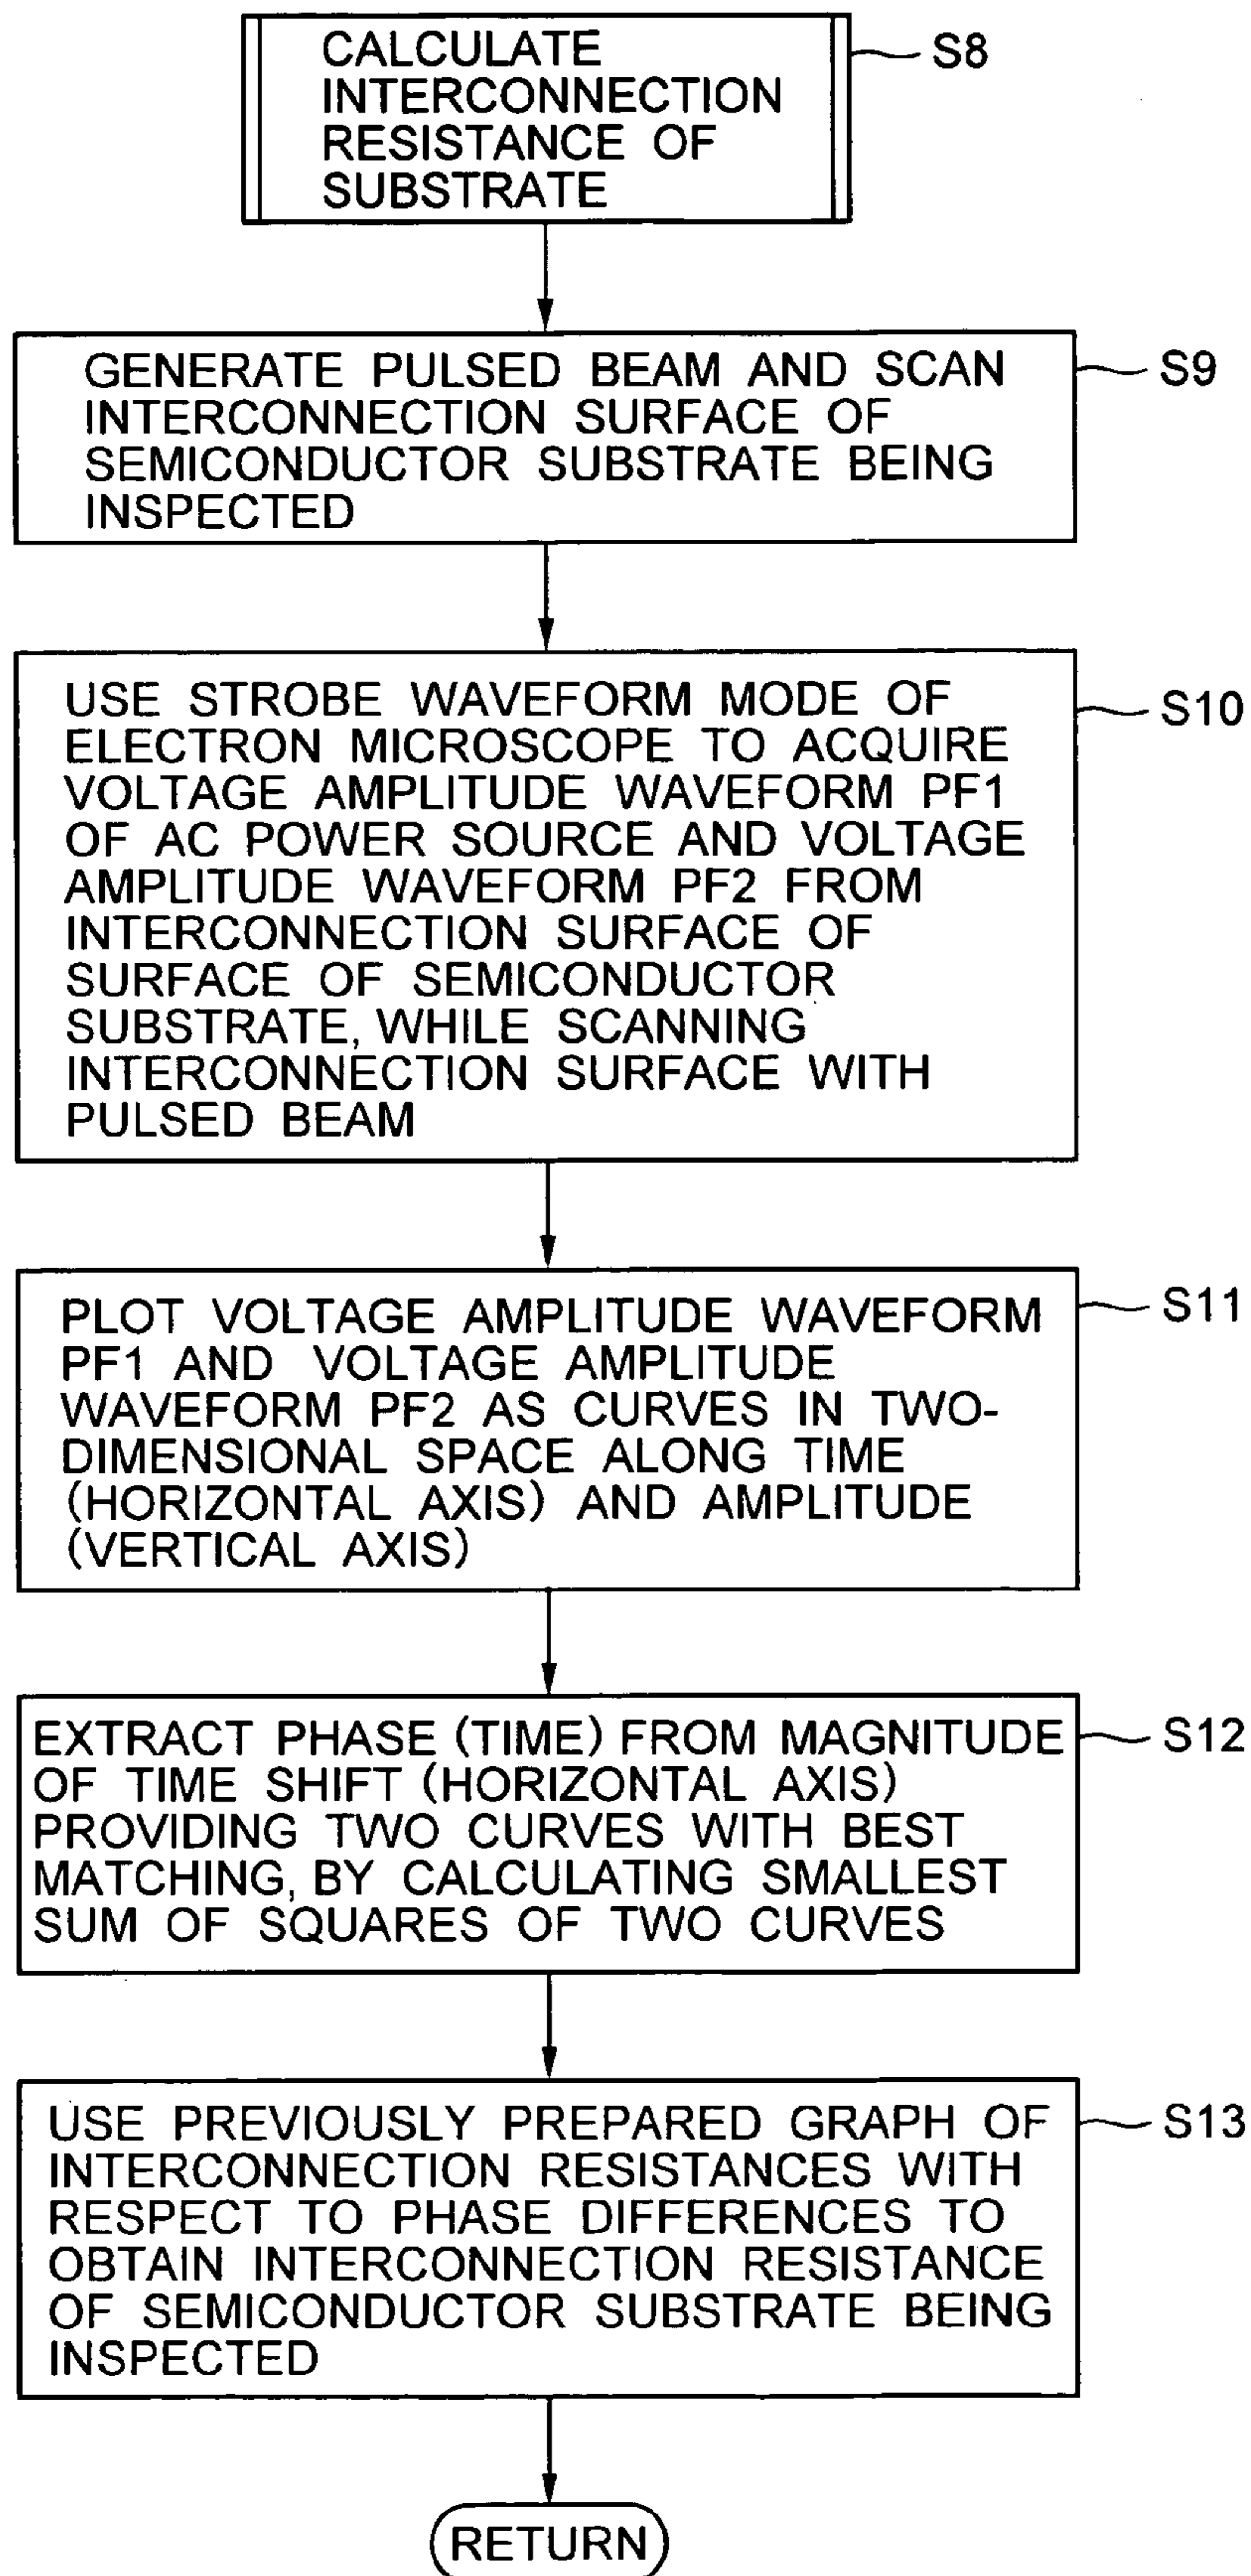 CALCULATE
INTERCONNECTION
RESISTANCE OF
SUBSTRATE
S8
GENERATE PULSED BEAM AND SCAN
INTERCONNECTION SURFACE OF
SEMICONDUCTOR SUBSTRATE BEING
INSPECTED
S9
USE STROBE WAVEFORM MODE OF
ELECTRON MICROSCOPE TO ACQUIRE
VOLTAGE AMPLITUDE WAVEFORM PF1
OF AC POWER SOURCE AND VOLTAGE
AMPLITUDE WAVEFORM PF2 FROM
INTERCONNECTION SURFACE OF
SURFACE OF SEMICONDUCTOR
SUBSTRATE, WHILE SCANNING
INTERCONNECTION SURFACE WITH
PULSED BEAM
S10
PLOT VOLTAGE AMPLITUDE WAVEFORM
PF1 AND VOLTAGE AMPLITUDE
WAVEFORM PF2 AS CURVES IN TWO-
DIMENSIONAL SPACE ALONG TIME
(HORIZONTAL AXIS) AND AMPLITUDE
(VERTICAL AXIS)
S11
EXTRACT PHASE (TIME) FROM MAGNITUDE
OF TIME SHIFT (HORIZONTAL AXIS)
PROVIDING TWO CURVES WITH BEST
MATCHING, BY CALCULATING SMALLEST
SUM OF SQUARES OF TWO CURVES
S12
USE PREVIOUSLY PREPARED GRAPH OF
INTERCONNECTION RESISTANCES WITH
RESPECT TO PHASE DIFFERENCES TO
OBTAIN INTERCONNECTION RESISTANCE
OF SEMICONDUCTOR SUBSTRATE BEING
INSPECTED
S13
RETURN